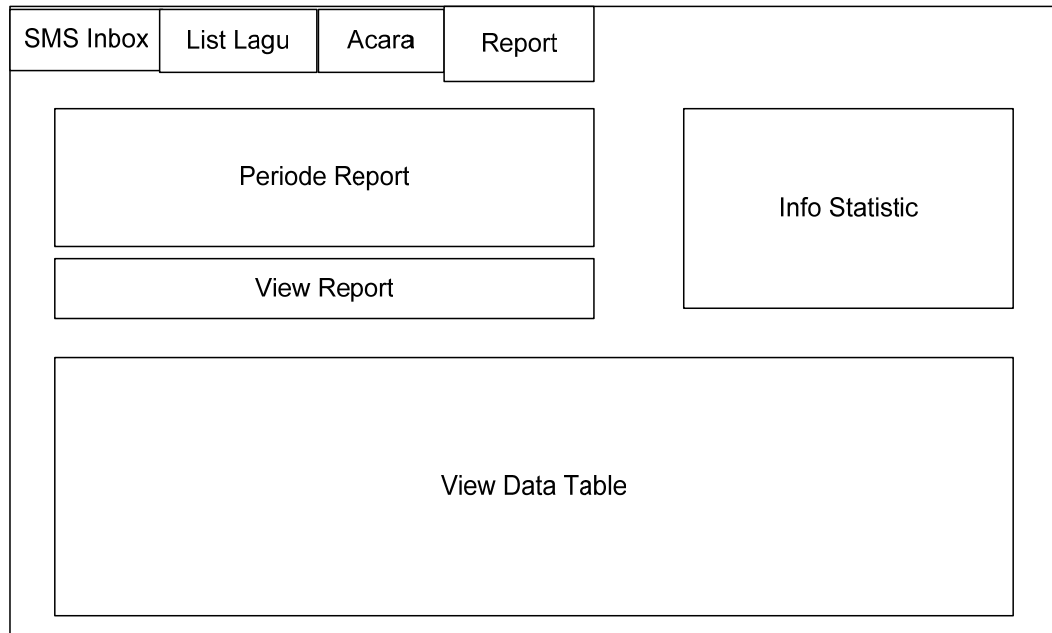 SMS Inbox
List Lagu
Acara
Report
Periode Report
Info Statistic
View Report
View Data Table